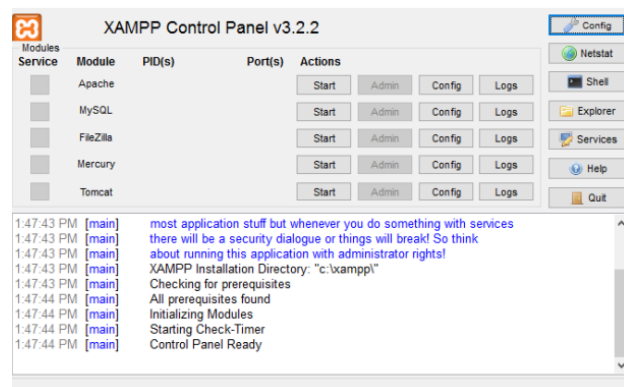 XAMPP Control Panel v3.2.2
Config
Modules
Service Module PID(s) Port(s) Actions
Netstat
Apache Start Admin Config Logs
Shell
MySQL Start Admin Config Logs
Explorer
FileZilla Start Admin Config Logs
Services
Mercury Start Admin Config Logs
Help
Tomcat Start Admin Config Logs
Quit
1:47:43 PM [main] most application stuff but whenever you do something with services
1:47:43 PM [main] there will be a security dialogue or things will break! So think
1:47:43 PM [main] about running this application with administrator rights!
1:47:43 PM [main] XAMPP Installation Directory: "c:\xampp\"
1:47:43 PM [main] Checking for prerequisites
1:47:44 PM [main] All prerequisites found
1:47:44 PM [main] Initializing Modules
1:47:44 PM [main] Starting Check-Timer
1:47:44 PM [main] Control Panel Ready